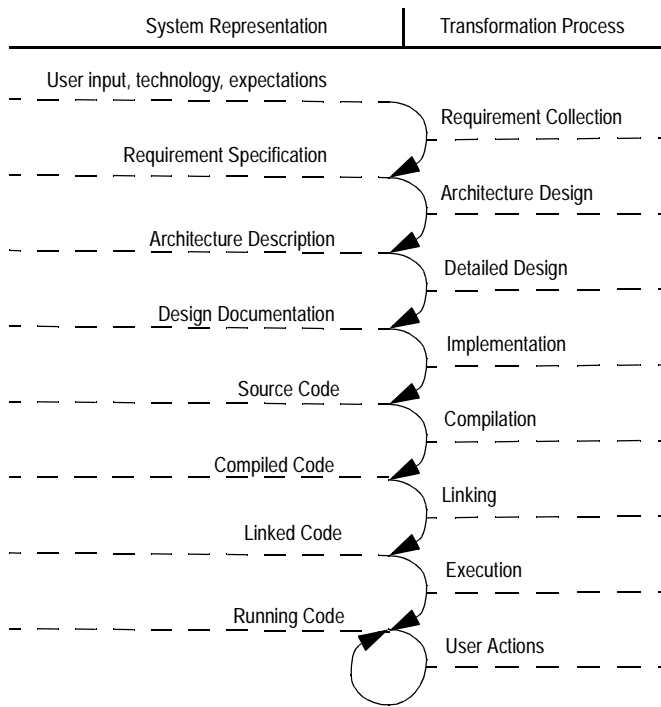 System Representation
Transformation Process
User input, technology, expectations
Requirement Collection
Requirement Specification
Architecture Design
Architecture Description
Detailed Design
Design Documentation
Implementation
Source Code
Compilation
Compiled Code
Linking
Linked Code
Execution
Running Code
User Actions